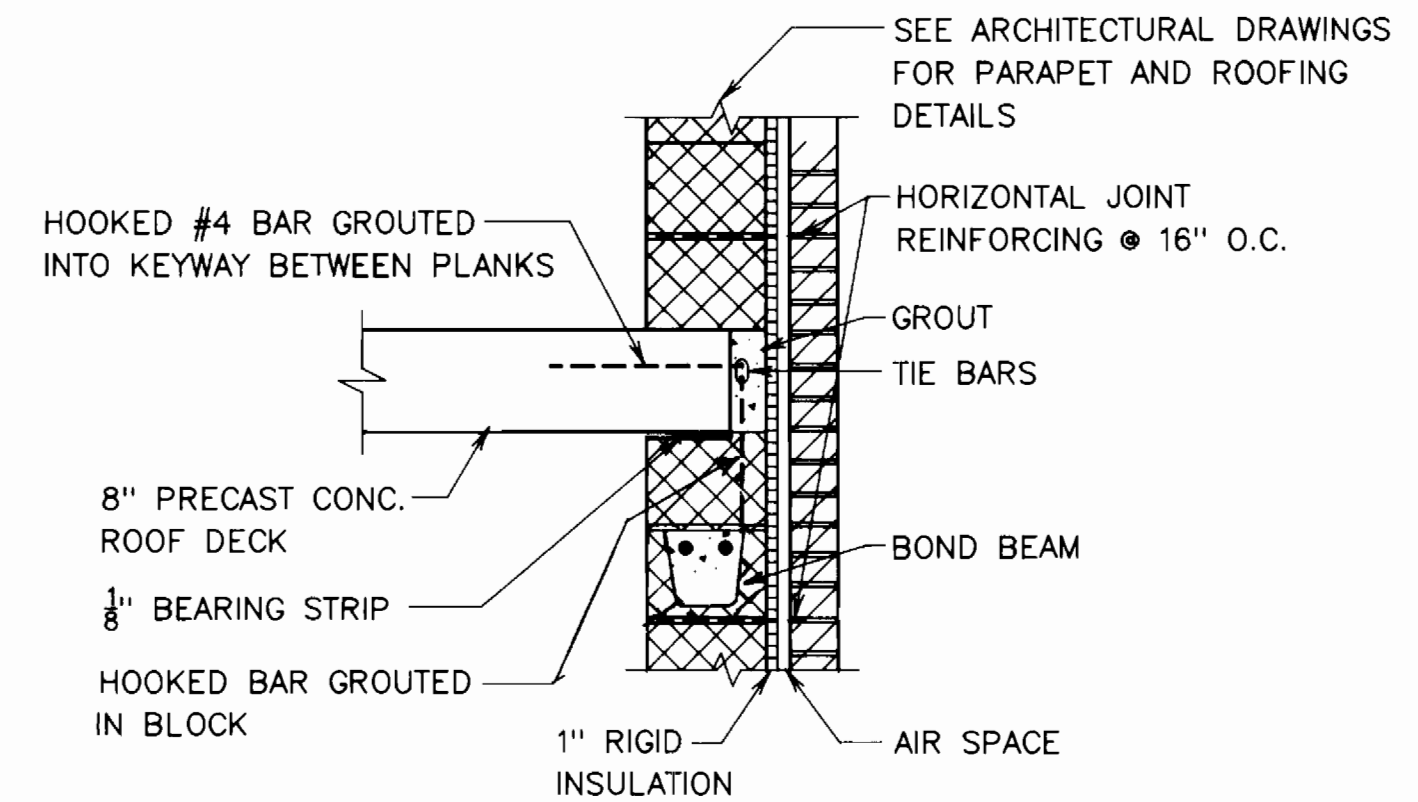 SEE ARCHITECTURAL DRAWINGS
FOR PARAPET AND ROOFING
DETAILS
HORIZONTAL JOINT
REINFORCING @ 16" O.C.
HOOKED #4 BAR GROUTED
INTO KEYWAY BETWEEN PLANKS
GROUT
TIE BARS
8" PRECAST CONC.
ROOF DECK
BOND BEAM
1/8" BEARING STRIP
HOOKED BAR GROUTED
IN BLOCK
1" RIGID
INSULATION
AIR SPACE